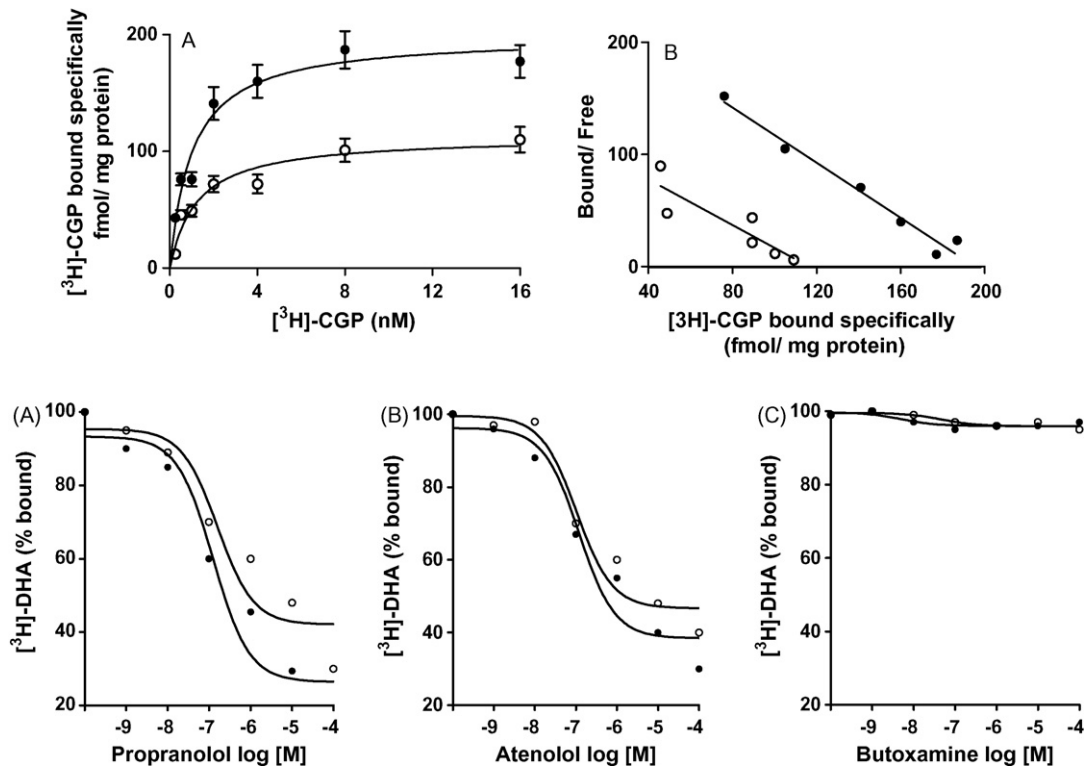 A
[³H]-CGP bound specifically
fmol/ mg protein)
200
100
0
0 4 8 12 16
[³H]-CGP (nM)
B
Bound/ Free
200
100
0
40 80 120 160 200
[3H]-CGP bound specifically
(fmol/ mg protein)
(A)
[³H]-DHA (% bound)
100
80
60
40
20
-9 -8 -7 -6 -5 -4
Propranolol log [M]
(B)
[³H]-DHA (% bound)
100
80
60
40
20
-9 -8 -7 -6 -5 -4
Atenolol log [M]
(C)
[³H]-DHA (% bound)
100
80
60
40
20
-9 -8 -7 -6 -5 -4
Butoxamine log [M]